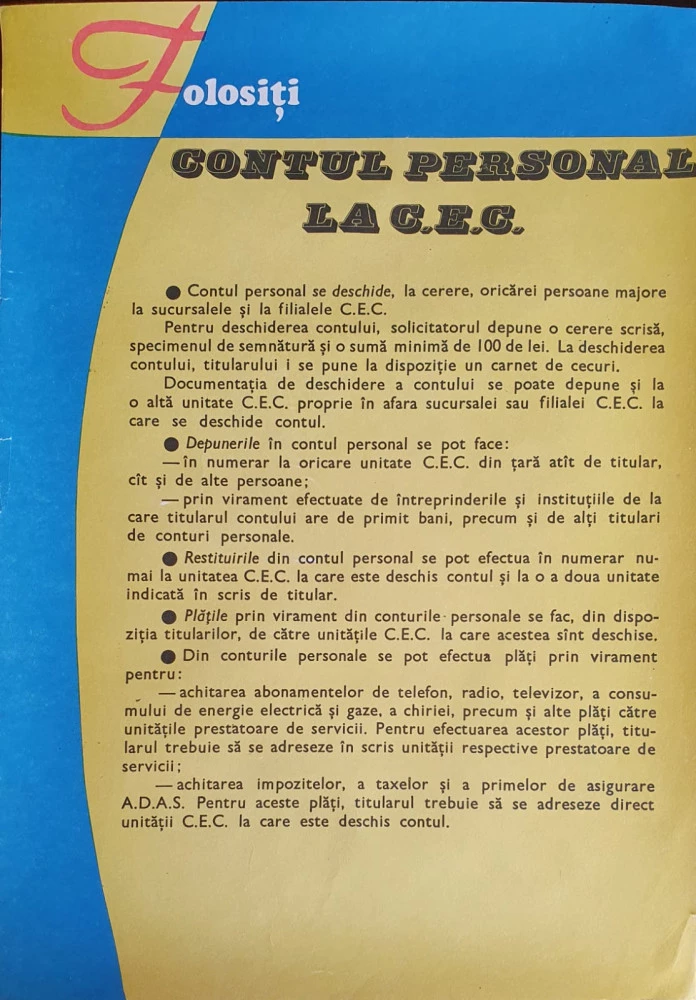 Folosiți
CONTUL PERSONAL
LA C.E.C.
● Contul personal se deschide, la cerere, oricărei persoane majore
la sucursalele și la filialele C.E.C.
Pentru deschiderea contului, solicitatorul depune o cerere scrisă,
specimenul de semnătură și o sumă minimă de 100 de lei. La deschiderea
contului, titularului i se pune la dispoziție un carnet de cecuri.
Documentația de deschidere a contului se poate depune și la
o altă unitate C.E.C. proprie în afara sucursalei sau filialei C.E.C. la
care se deschide contul.
● Depunerile în contul personal se pot face:
— în numerar la oricare unitate C.E.C. din țară atît de titular,
cît și de alte persoane;
— prin virament efectuate de întreprinderile și instituțiile de la
care titularul contului are de primit bani, precum și de alți titulari
de conturi personale.
● Restituirile din contul personal se pot efectua în numerar nu-
mai la unitatea C.E.C. la care este deschis contul și la o a doua unitate
indicată în scris de titular.
● Plățile prin virament din conturile personale se fac, din dispo-
ziția titularilor, de către unitățile C.E.C. la care acestea sînt deschise.
● Din conturile personale se pot efectua plăți prin virament
pentru:
— achitarea abonamentelor de telefon, radio, televizor, a consu-
mului de energie electrică și gaze, a chiriei, precum și alte plăți către
unitățile prestatoare de servicii. Pentru efectuarea acestor plăți, titu-
larul trebuie să se adreseze în scris unității respective prestatoare de
servicii;
— achitarea impozitelor, a taxelor și a primelor de asigurare
A.D.A.S. Pentru aceste plăți, titularul trebuie să se adreseze direct
unității C.E.C. la care este deschis contul.